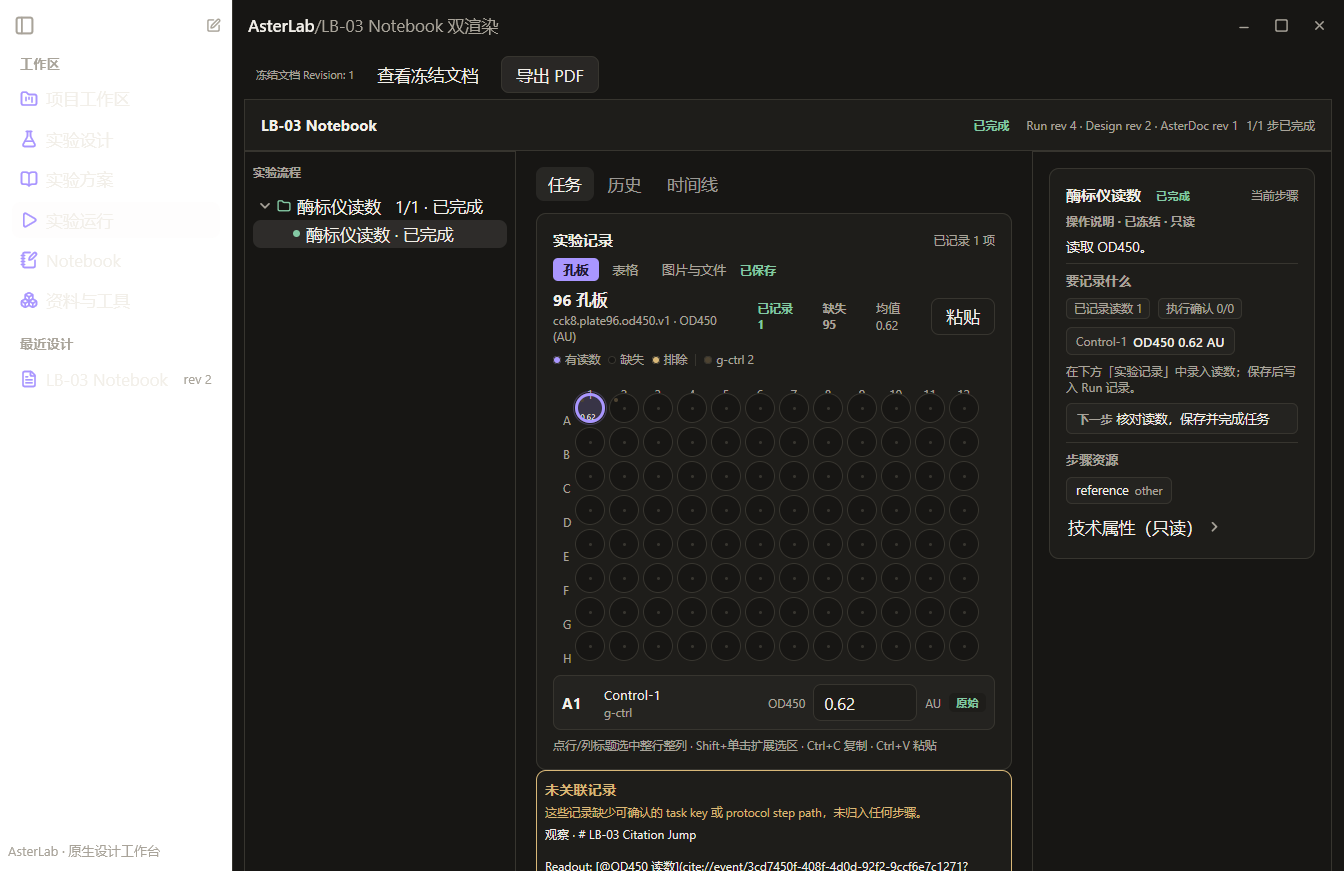 AsterLab/LB-03 Notebook 双渲染
工作区
项目工作区
实验设计
实验方案
实验运行
Notebook
资料与工具
最近设计
LB-03 Notebook rev 2
AsterLab · 原生设计工作台
冻结文档 Revision: 1 查看冻结文档 导出 PDF
LB-03 Notebook 已完成 Run rev 4 · Design rev 2 · AsterDoc rev 1 1/1 步已完成
实验流程
酶标仪读数 1/1 · 已完成
酶标仪读数 · 已完成
任务 历史 时间线
实验记录 已记录 1 项
孔板 表格 图片与文件 已保存
96 孔板
cck8.plate96.od450.v1 · OD450
(AU)
已记录 缺失 均值
1 95 0.62
粘贴
有读数 缺失 排除 g-ctrl 2
1 2 3 4 5 6 7 8 9 10 11 12
0.62
A
B
C
D
E
F
G
H
A1 Control-1 OD450 0.62 AU 原始
g-ctrl
点行/列标题选中整行整列 · Shift+单击扩展选区 · Ctrl+C 复制 · Ctrl+V 粘贴
未关联记录
这些记录缺少可确认的 task key 或 protocol step path，未归入任何步骤。
观察 · # LB-03 Citation Jump
Readout: [@OD450 读数](cite://event/3cd7450f-408f-4d0d-92f2-9ccf6e7c1271?
酶标仪读数 已完成 当前步骤
操作说明 · 已冻结 · 只读
读取 OD450。
要记录什么
已记录读数 1 执行确认 0/0
Control-1 OD450 0.62 AU
在下方「实验记录」中录入读数；保存后写
入 Run 记录。
下一步 核对读数，保存并完成任务
步骤资源
reference other
技术属性（只读）